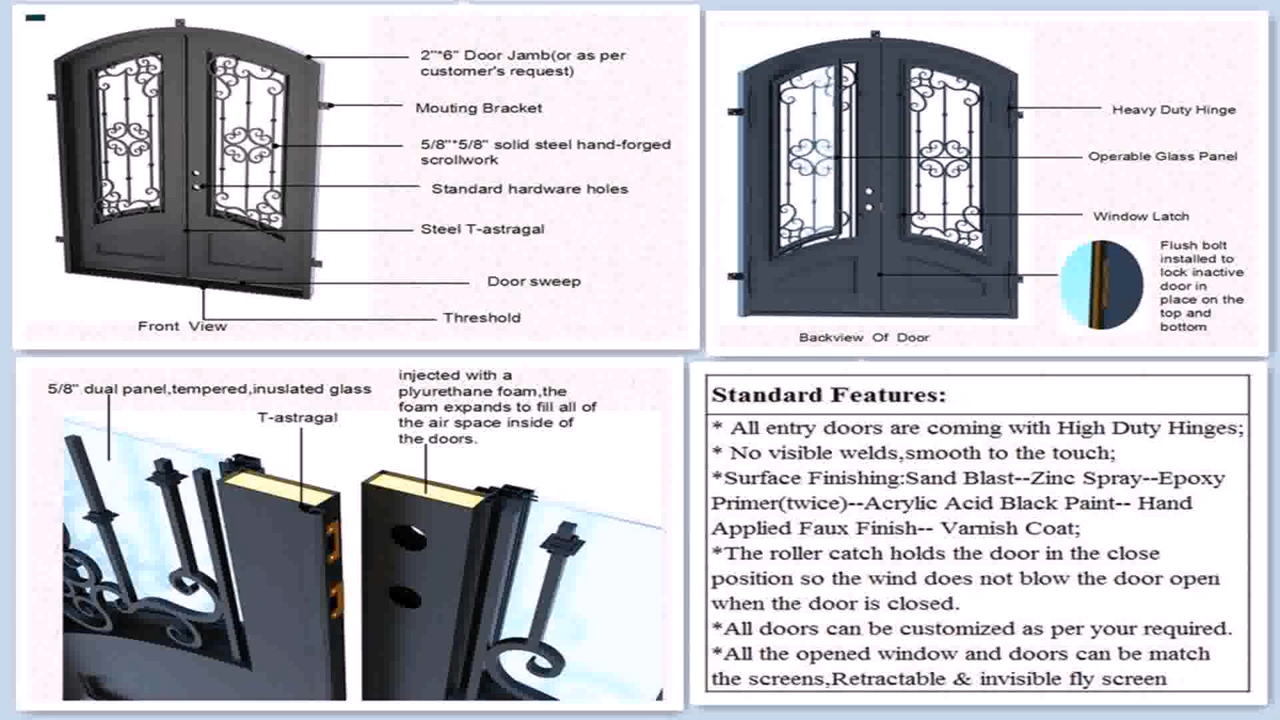 2"*6" Door Jamb(or as per
customer's request)
Mouting Bracket
5/8"*5/8" solid steel hand-forged
scrollwork
Standard hardware holes
Steel T-astragal
Door sweep
Threshold
Front View
Heavy Duty Hinge
Operable Glass Panel
Window Latch
Flush bolt
installed to
lock inactive
door in
place on the
top and
bottom
Backview Of Door
5/8" dual panel,tempered,inuslated glass
T-astragal
injected with a
plyurethane foam,the
foam expands to fill all of
the air space inside of
the doors.
Standard Features:
* All entry doors are coming with High Duty Hinges;
* No visible welds,smooth to the touch;
*Surface Finishing:Sand Blast--Zinc Spray--Epoxy
Primer(twice)--Acrylic Acid Black Paint-- Hand
Applied Faux Finish-- Varnish Coat;
*The roller catch holds the door in the close
position so the wind does not blow the door open
when the door is closed.
*All doors can be customized as per your required.
*All the opened window and doors can be match
the screens,Retractable & invisible fly screen